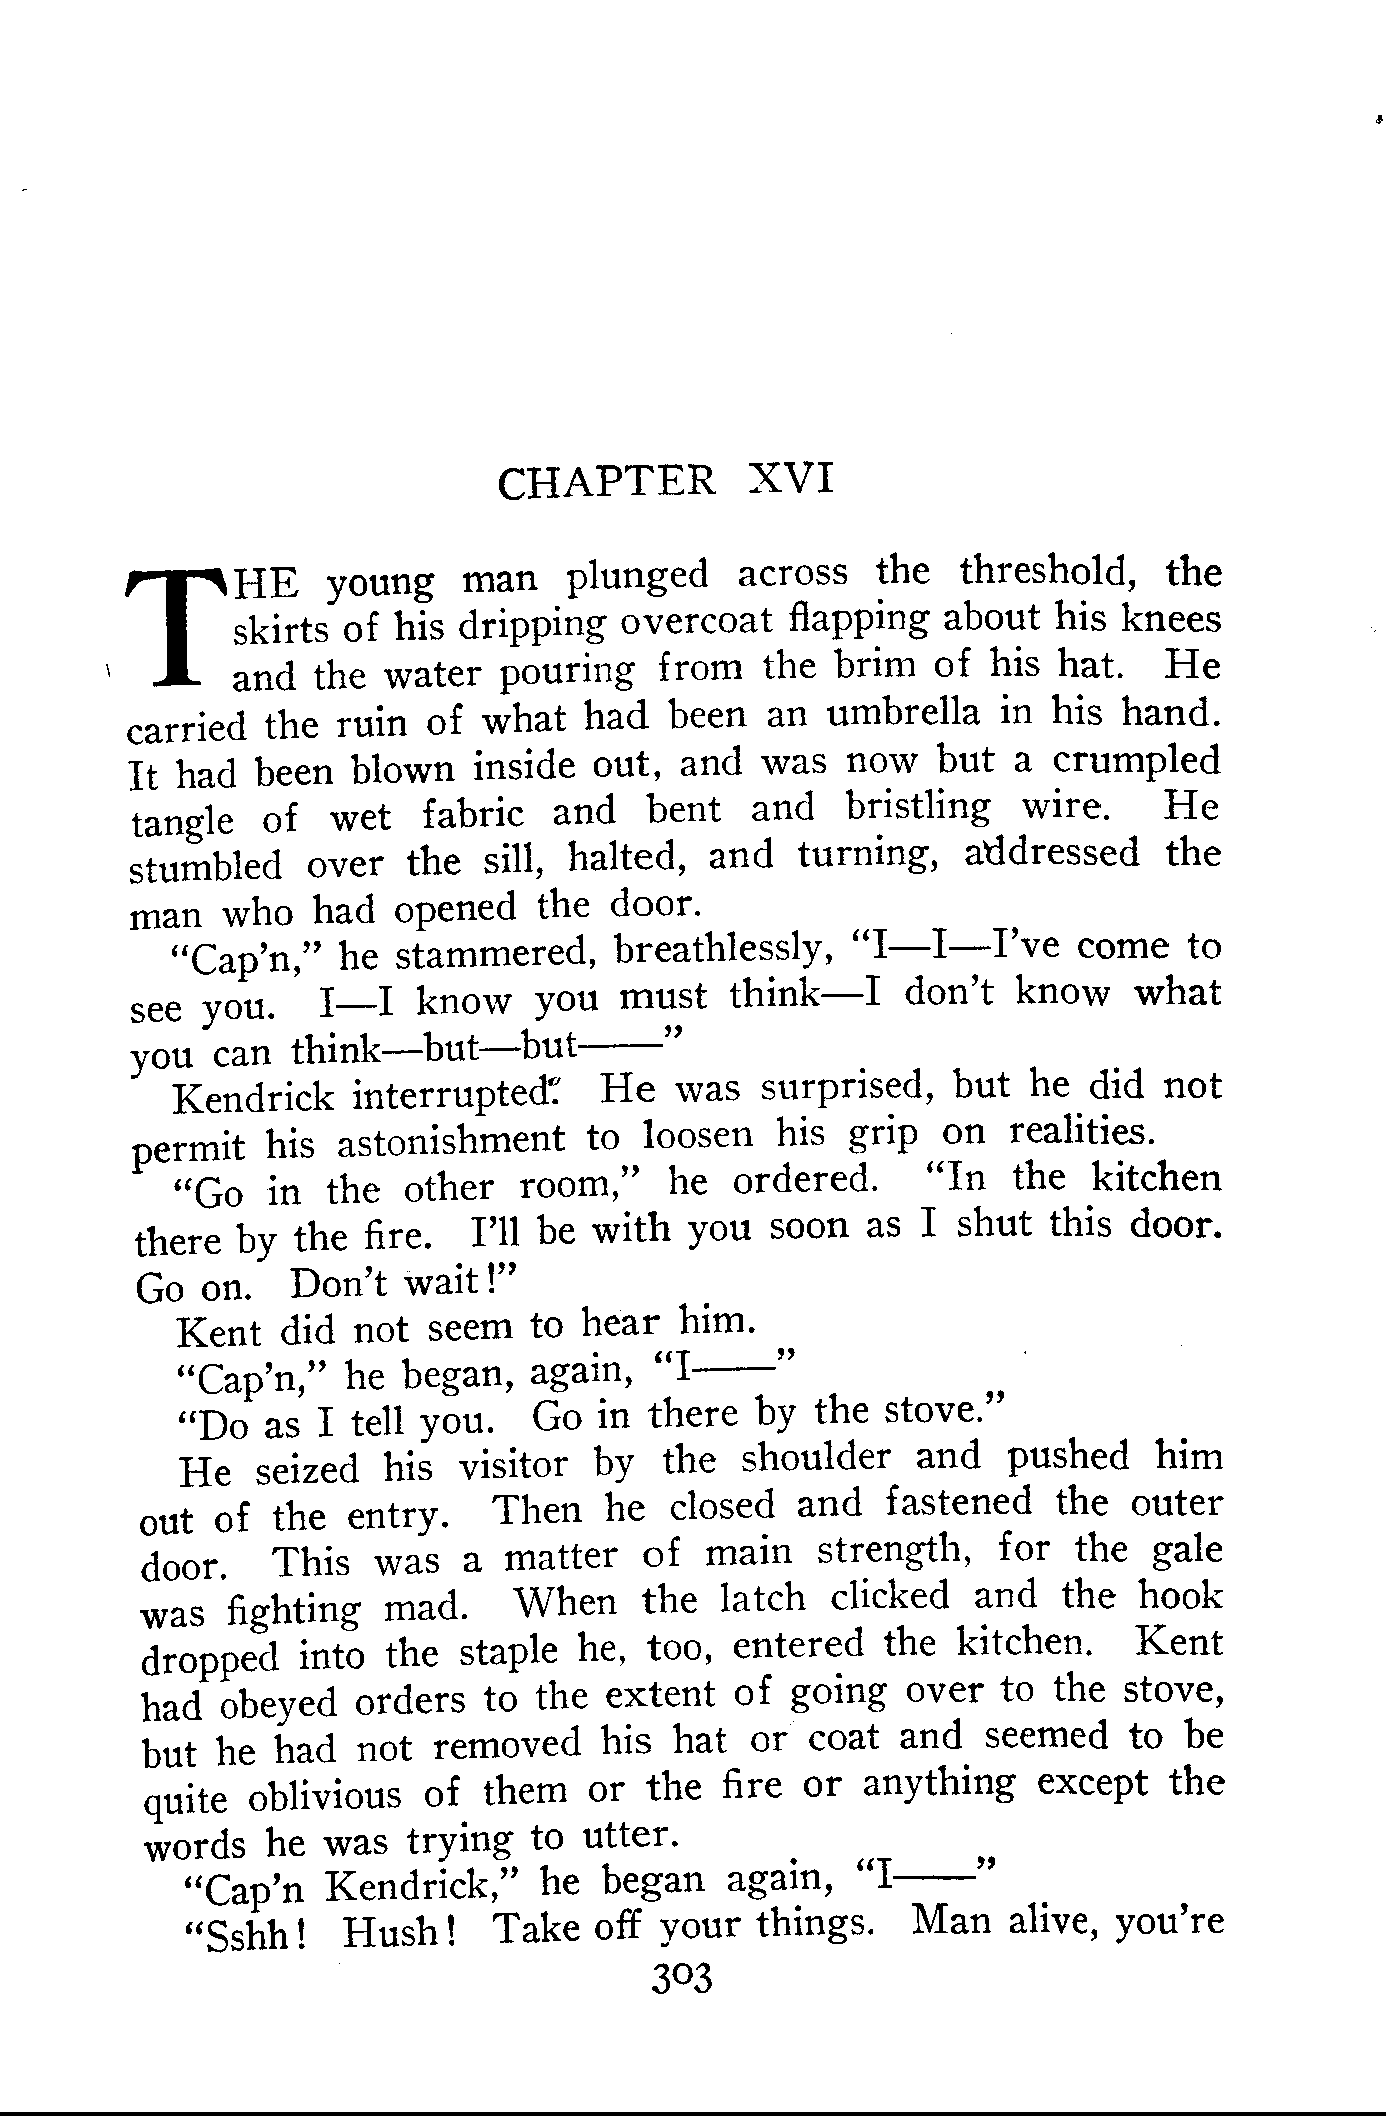 CHAPTER XVI
THE young man plunged across the threshold, the
skirts of his dripping overcoat flapping about his knees
and the water pouring from the brim of his hat. He
carried the ruin of what had been an umbrella in his hand.
It had been blown inside out, and was now but a crumpled
tangle of wet fabric and bent and bristling wire. He
stumbled over the sill, halted, and turning, addressed the
man who had opened the door.
“Cap'n,” he stammered, breathlessly, “I—I—I've come to
see you. I—I know you must think—I don't know what
you can think—but—but——”
Kendrick interrupted. He was surprised, but he did not
permit his astonishment to loosen his grip on realities.
“Go in the other room,” he ordered. “In the kitchen
there by the fire. I'll be with you soon as I shut this door.
Go on. Don't wait!”
Kent did not seem to hear him.
“Cap'n,” he began, again, “I——”
“Do as I tell you. Go in there by the stove.”
He seized his visitor by the shoulder and pushed him
out of the entry. Then he closed and fastened the outer
door. This was a matter of main strength, for the gale
was fighting mad. When the latch clicked and the hook
dropped into the staple he, too, entered the kitchen. Kent
had obeyed orders to the extent of going over to the stove,
but he had not removed his hat or coat and seemed to be
quite oblivious of them or the fire or anything except the
words he was trying to utter.
“Cap'n Kendrick,” he began again, “I——”
“Sshh! Hush! Take off your things. Man alive, you're
303